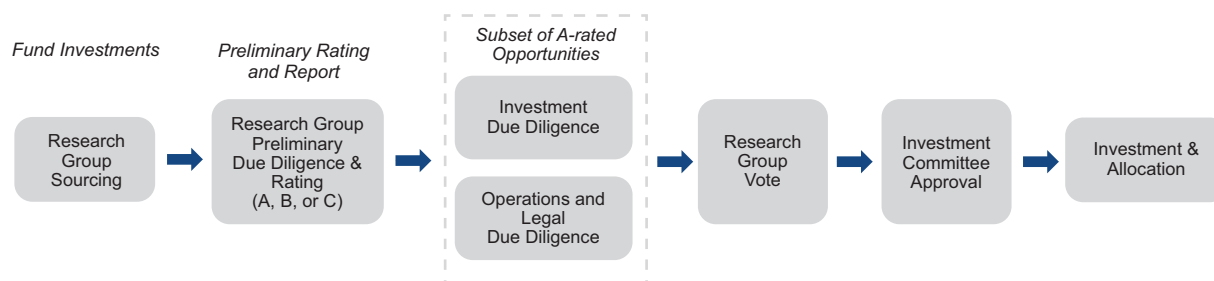 Fund Investments
Research
Group
Sourcing
Preliminary Rating
and Report
Research Group
Preliminary
Due Diligence &
Rating
(A, B, or C)
Subset of A-rated
Opportunities
Investment
Due Diligence
Operations and
Legal
Due Diligence
Research
Group
Vote
Investment
Committee
Approval
Investment &
Allocation